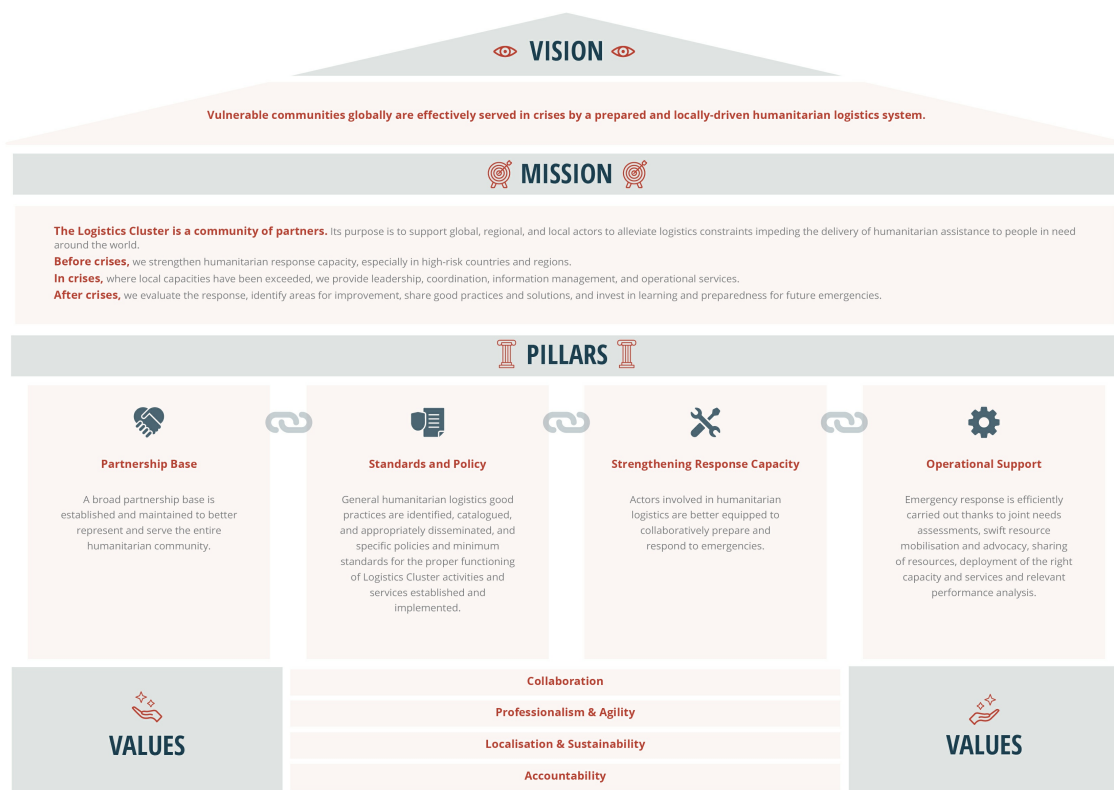 VISION
Vulnerable communities globally are effectively served in crises by a prepared and locally-driven humanitarian logistics system.
MISSION
The Logistics Cluster is a community of partners. Its purpose is to support global, regional, and local actors to alleviate logistics constraints impeding the delivery of humanitarian assistance to people in need
around the world.
Before crises, we strengthen humanitarian response capacity, especially in high-risk countries and regions.
In crises, where local capacities have been exceeded, we provide leadership, coordination, information management, and operational services.
After crises, we evaluate the response, identify areas for improvement, share good practices and solutions, and invest in learning and preparedness for future emergencies.
PILLARS
Partnership Base
A broad partnership base is
established and maintained to better
represent and serve the entire
humanitarian community.
Standards and Policy
General humanitarian logistics good
practices are identified, catalogued,
and appropriately disseminated, and
specific policies and minimum
standards for the proper functioning
of Logistics Cluster activities and
services established and
implemented.
Strengthening Response Capacity
Actors involved in humanitarian
logistics are better equipped to
collaboratively prepare and
respond to emergencies.
Operational Support
Emergency response is efficiently
carried out thanks to joint needs
assessments, swift resource
mobilisation and advocacy, sharing
of resources, deployment of the right
capacity and services and relevant
performance analysis.
VALUES
Collaboration
Professionalism & Agility
Localisation & Sustainability
Accountability
VALUES